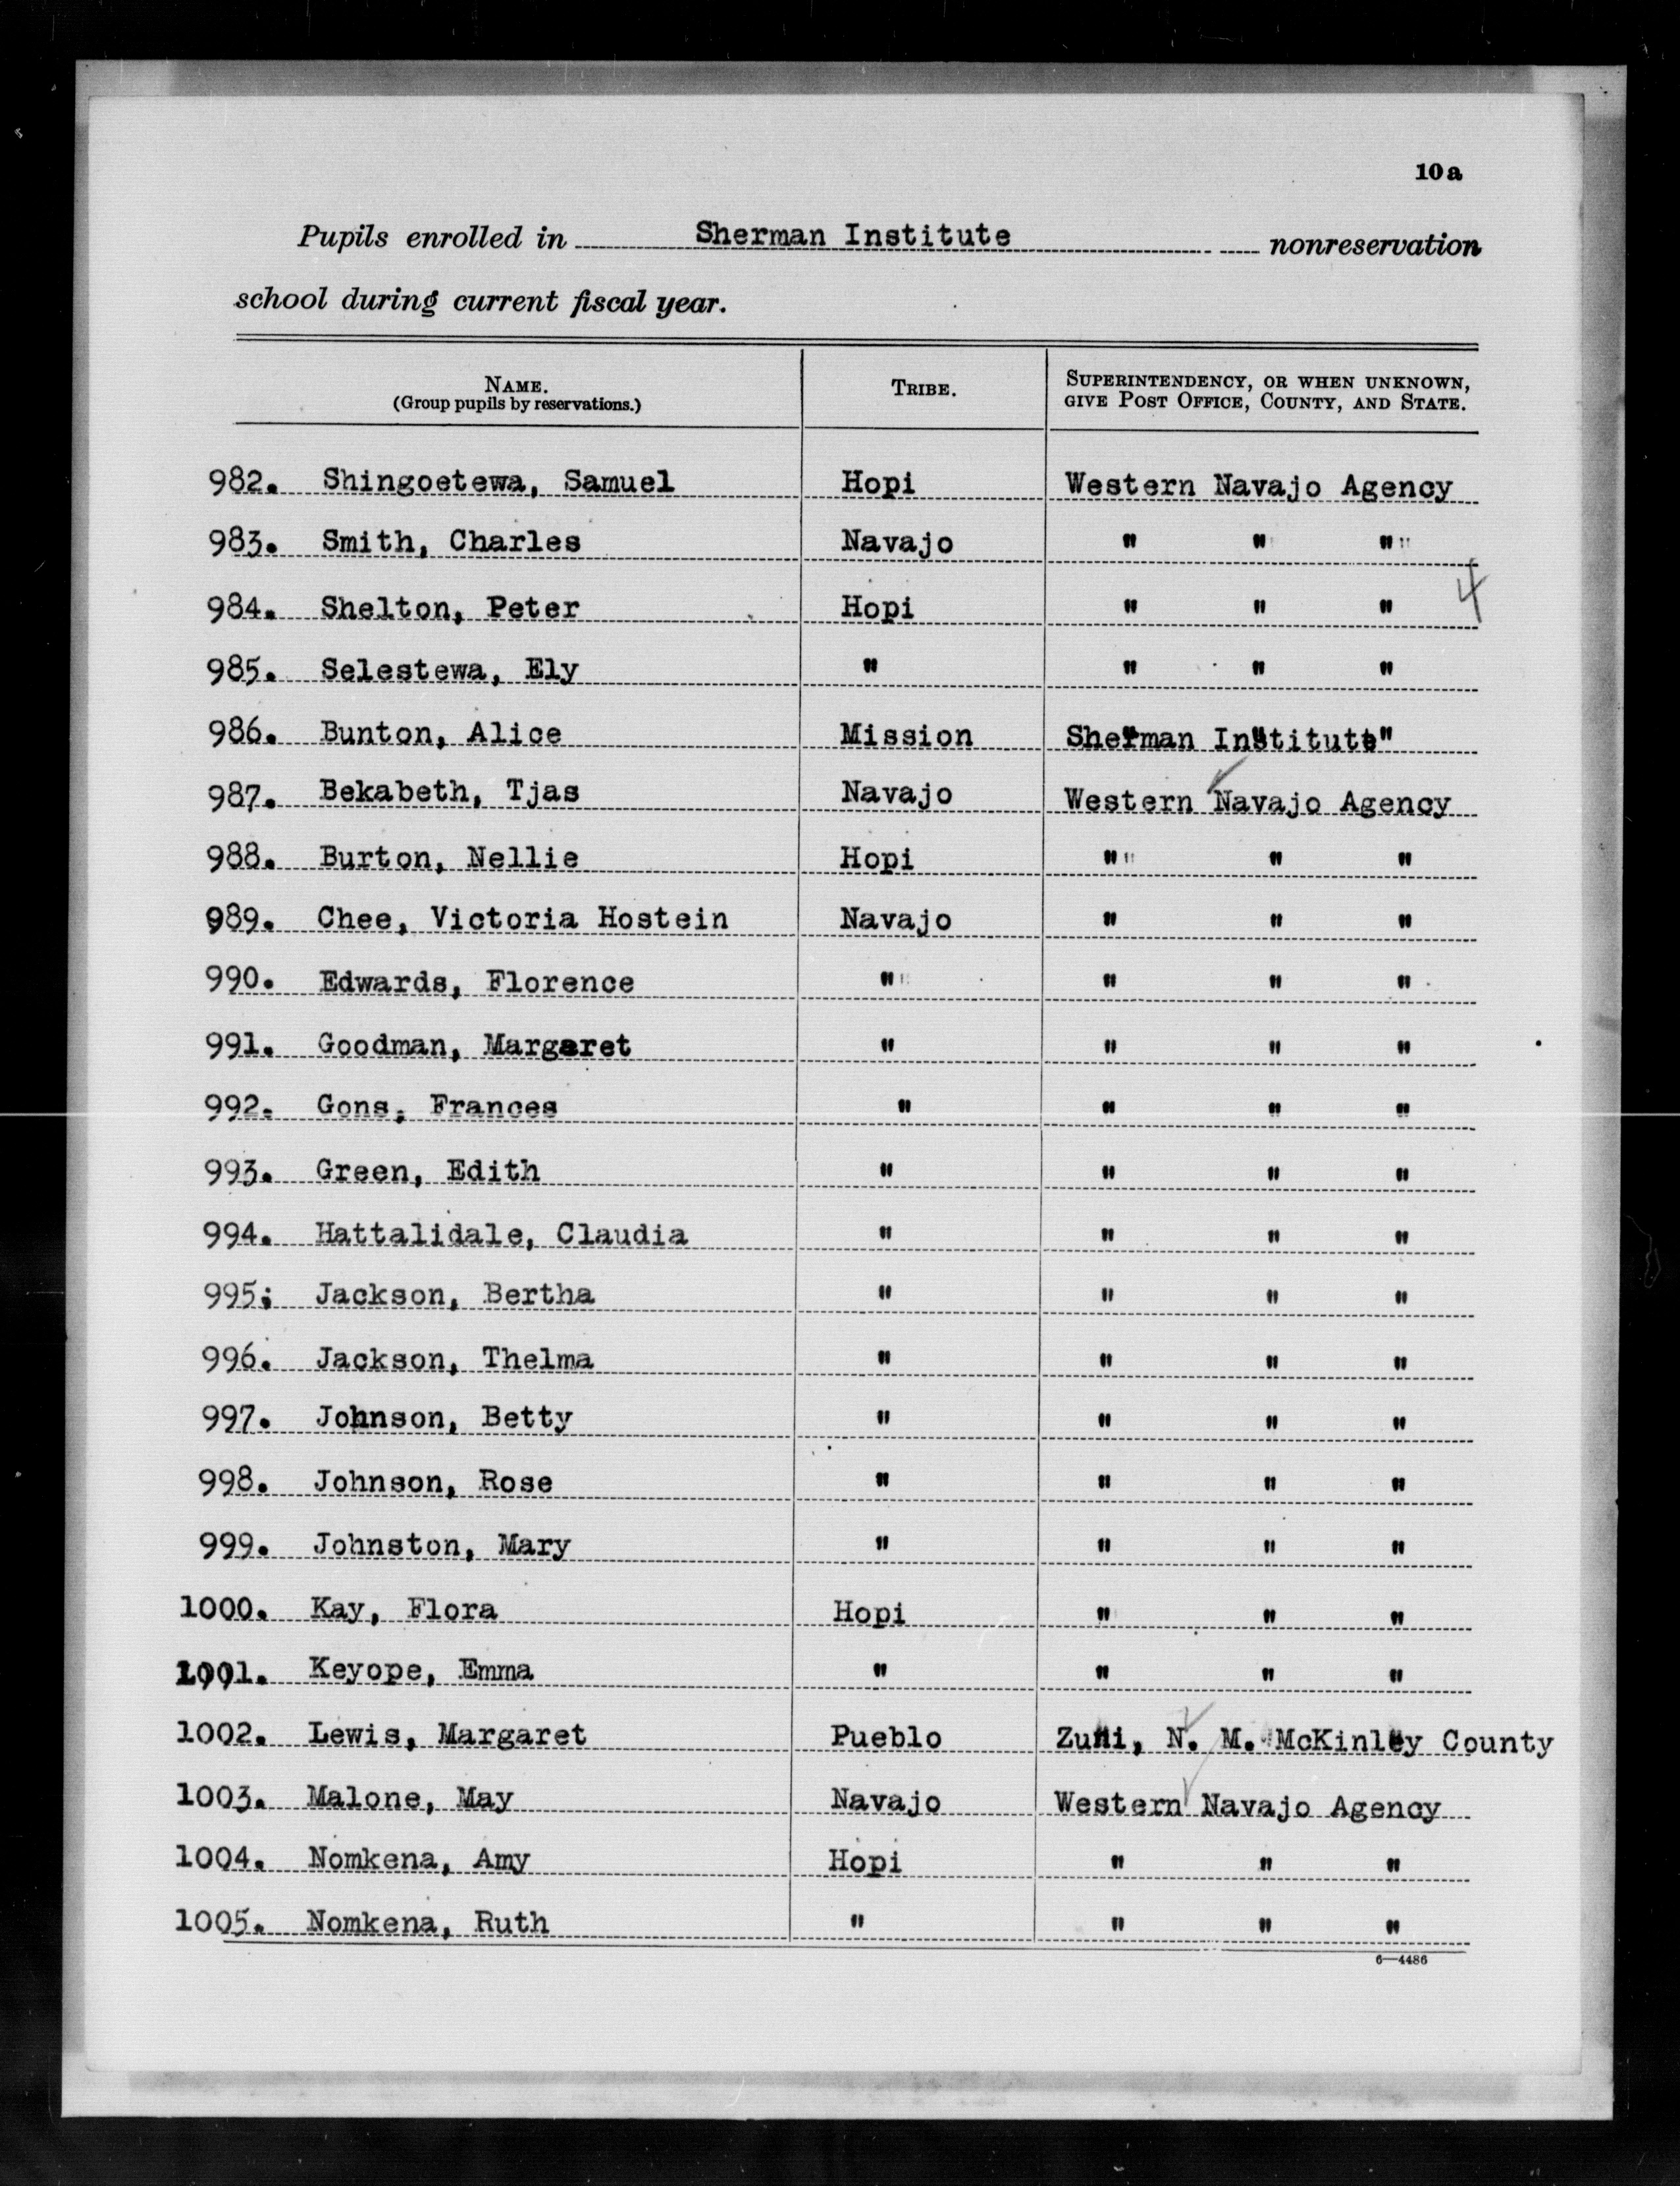 10a
Pupils enrolled in Sherman Institute nonreservation
school during current fiscal year.
NAME. TRIBE. SUPERINTENDENCY, OR WHEN UNKNOWN,
(Group pupils by reservations.) GIVE POST OFFICE, COUNTY, AND STATE.
982. Shingoetewa, Samuel Hopi Western Navajo Agency
983. Smith, Charles Navajo " " "
984. Shelton, Peter Hopi " " " 4
985. Selestewa, Ely " " " "
986. Bunton, Alice Mission Sherman Institute"
987. Bekabeth, Tjas Navajo Western Navajo Agency
988. Burton, Nellie Hopi " " "
989. Chee, Victoria Hostein Navajo " " "
990. Edwards, Florence " " " "
991. Goodman, Margaret " " " "
992. Gons, Frances " " " "
993. Green, Edith " " " "
994. Hattalidale, Claudia " " " "
995; Jackson, Bertha " " " "
996. Jackson, Thelma " " " "
997. Johnson, Betty " " " "
998. Johnson, Rose " " " "
999. Johnston, Mary " " " "
1000. Kay, Flora Hopi " " "
1001. Keyope, Emma " " " "
1002. Lewis, Margaret Pueblo Zuni, N. M. McKinley County
1003. Malone, May Navajo Western Navajo Agency
1004. Nomkena, Amy Hopi " " "
1005. Nomkena, Ruth " " " "
6—4486